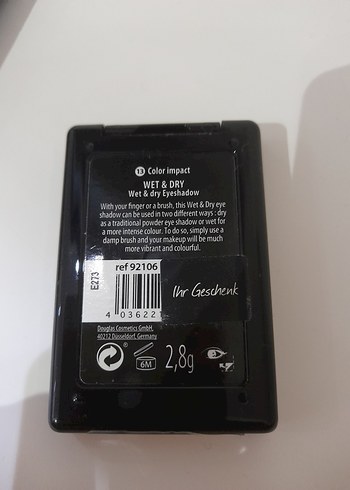 13 Color impact
WET & DRY
Wet & dry Eyeshadow
With your finger or a brush, this Wet & Dry eye
shadow can be used in two different ways : dry
as a traditional powder eye shadow or wet for
a more intense colour. To do so, simply use a
damp brush and your makeup will be much
more vibrant and colourful.
E273
ref 92106
4 03622
Ihr Geschenk
Douglas Cosmetics GmbH,
40212 Düsseldorf, Germany
6M
2,8g